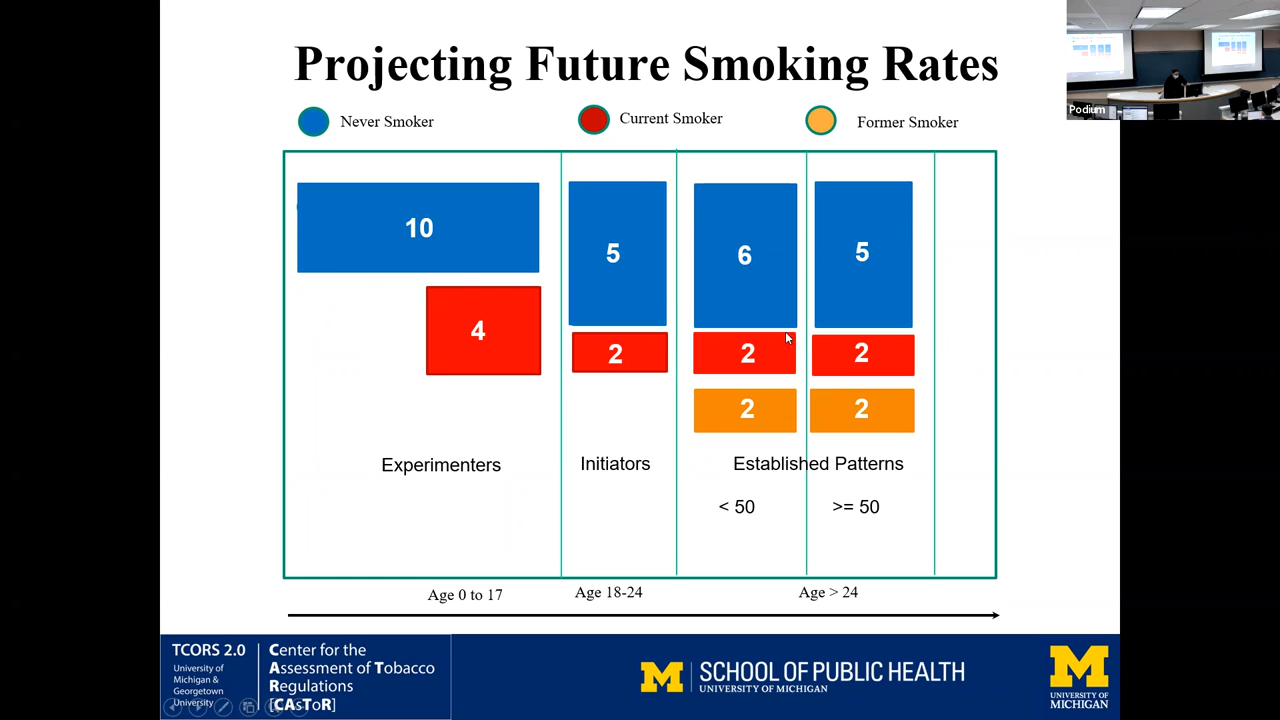 Projecting Future Smoking Rates
Never Smoker
Current Smoker
Former Smoker
10
5
6
5
4
2
2
2
2
2
Experimenters
Initiators
Established Patterns
< 50
>= 50
Age 0 to 17
Age 18-24
Age > 24
TCORS 2.0
University of
Michigan &
Georgetown
University
Center for the
Assessment of Tobacco
Regulations
[CAsToR]
M
SCHOOL OF PUBLIC HEALTH
UNIVERSITY OF MICHIGAN
M
UNIVERSITY OF
MICHIGAN
Podium